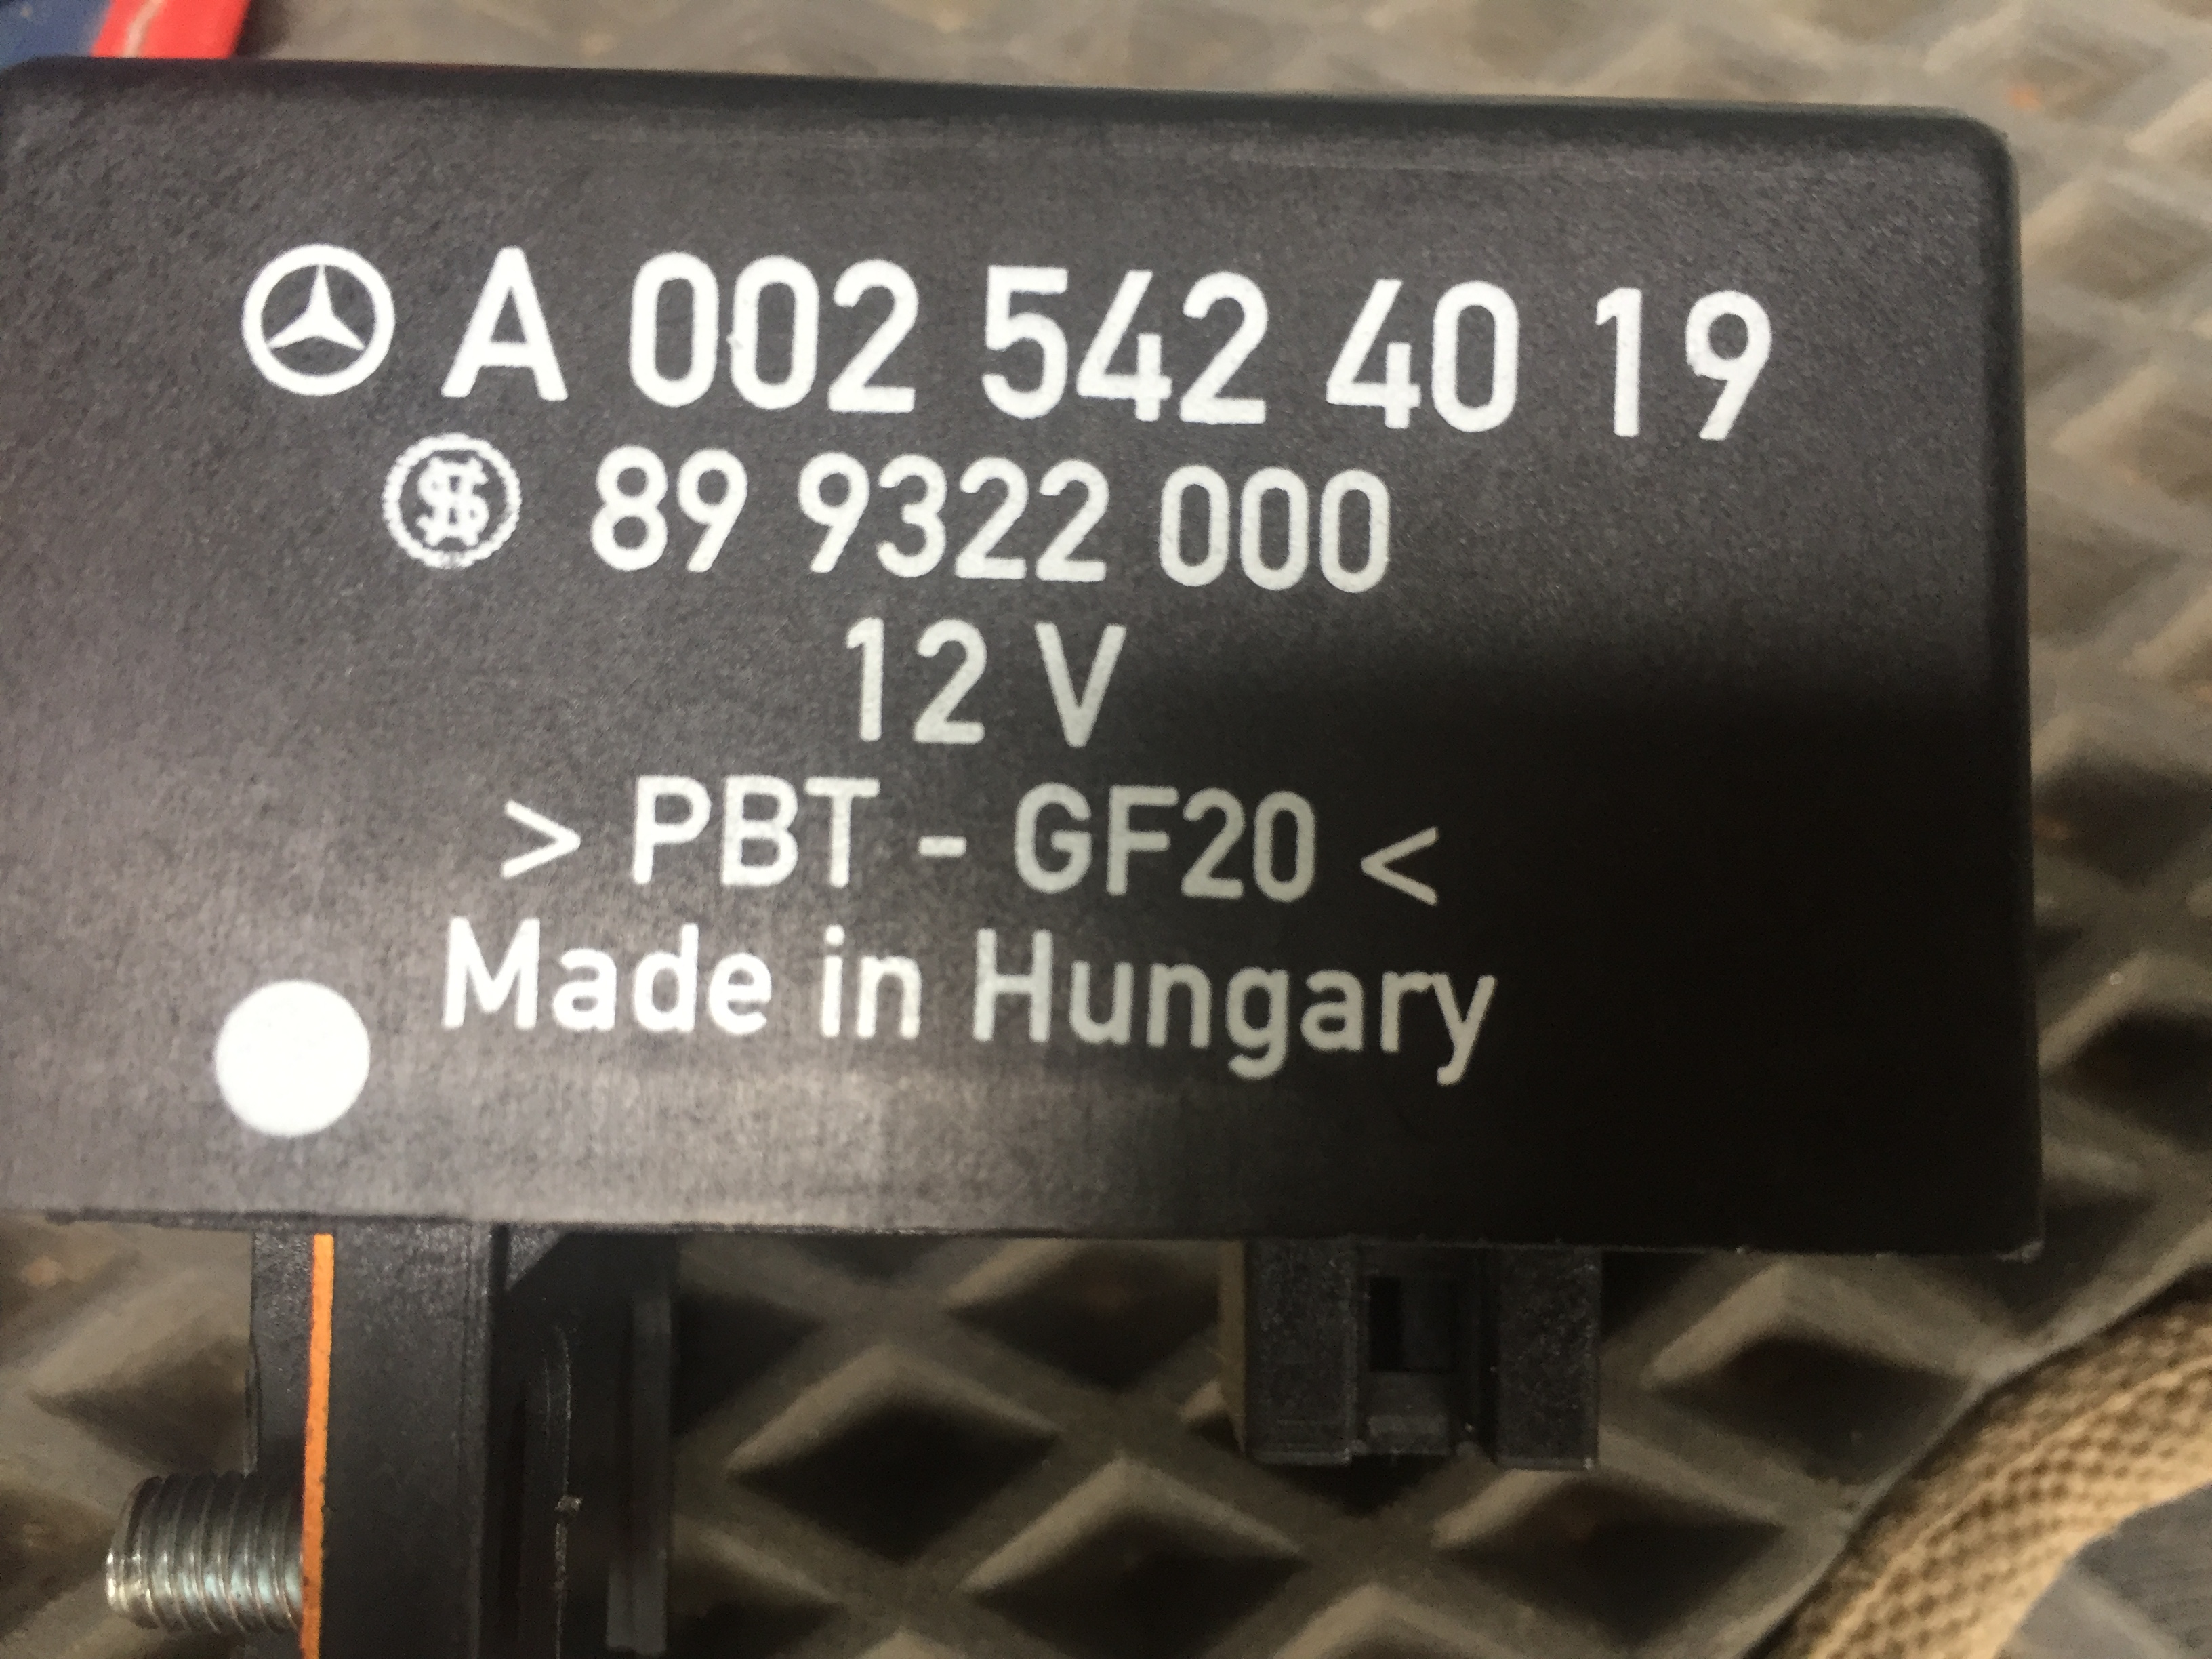 A 002 542 40 19
89 9322 000
12 V
> PBT - GF20 <
Made in Hungary